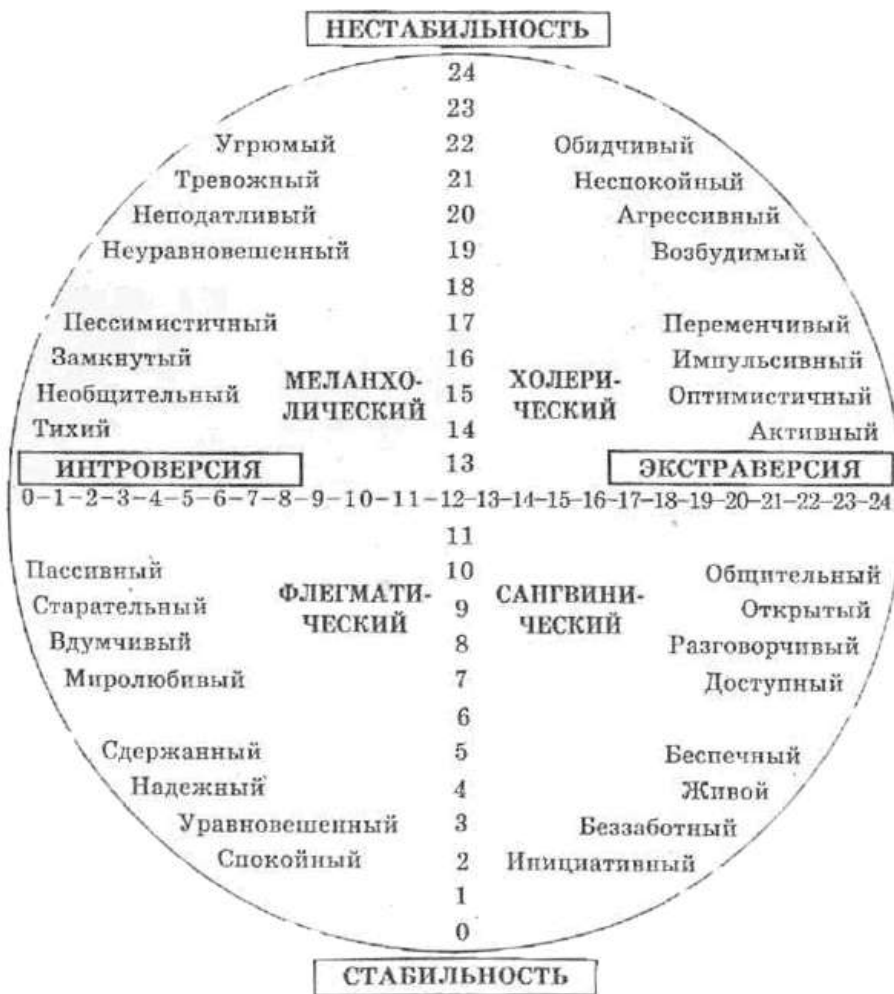 НЕСТАБИЛЬНОСТЬ
24
23
Угрюмый 22 Обидчивый
Тревожный 21 Неспокойный
Неподатливый 20 Агрессивный
Неуравновешенный 19 Возбудимый
18
Пессимистичный 17 Переменчивый
Замкнутый 16 Импульсивный
МЕЛАНХО- ХОЛЕРИ-
Необщительный 15 Оптимистичный
ЛИЧЕСКИЙ ЧЕСКИЙ
Тихий 14 Активный
ИНТРОВЕРСИЯ 13 ЭКСТРАВЕРСИЯ
0–1–2–3–4–5–6–7–8–9–10–11–12–13–14–15–16–17–18–19–20–21–22–23–24
11
Пассивный 10 Общительный
ФЛЕГМАТИ- САНГВИНИ-
Старательный 9 Открытый
ЧЕСКИЙ ЧЕСКИЙ
Вдумчивый 8 Разговорчивый
Миролюбивый 7 Доступный
6
Сдержанный 5 Беспечный
Надежный 4 Живой
Уравновешенный 3 Беззаботный
Спокойный 2 Инициативный
1
0
СТАБИЛЬНОСТЬ